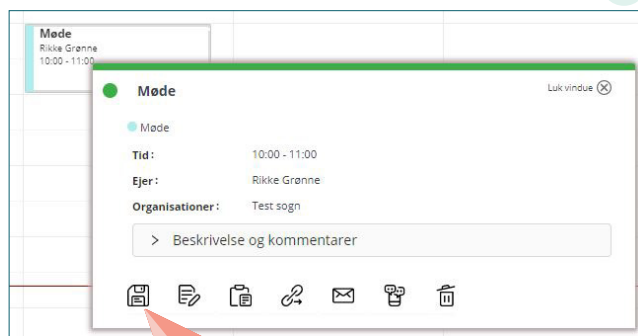 Møde
Rikke Grønne
10:00 - 11:00
Møde
Luk vindue
Møde
Tid: 10:00 - 11:00
Ejer: Rikke Grønne
Organisationer: Test sogn
> Beskrivelse og kommentarer